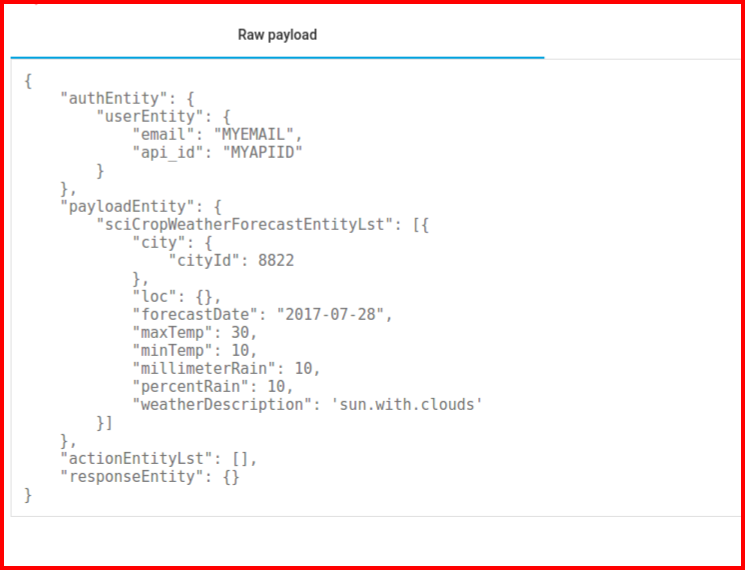 Raw payload
{
    "authEntity": {
        "userEntity": {
            "email": "MYEMAIL",
            "api_id": "MYAPIID"
        }
    },
    "payloadEntity": {
        "sciCropWeatherForecastEntityLst": [{
            "city": {
                "cityId": 8822
            },
            "loc": {},
            "forecastDate": "2017-07-28",
            "maxTemp": 30,
            "minTemp": 10,
            "millimeterRain": 10,
            "percentRain": 10,
            "weatherDescription": 'sun.with.clouds'
        }]
    },
    "actionEntityLst": [],
    "responseEntity": {}
}